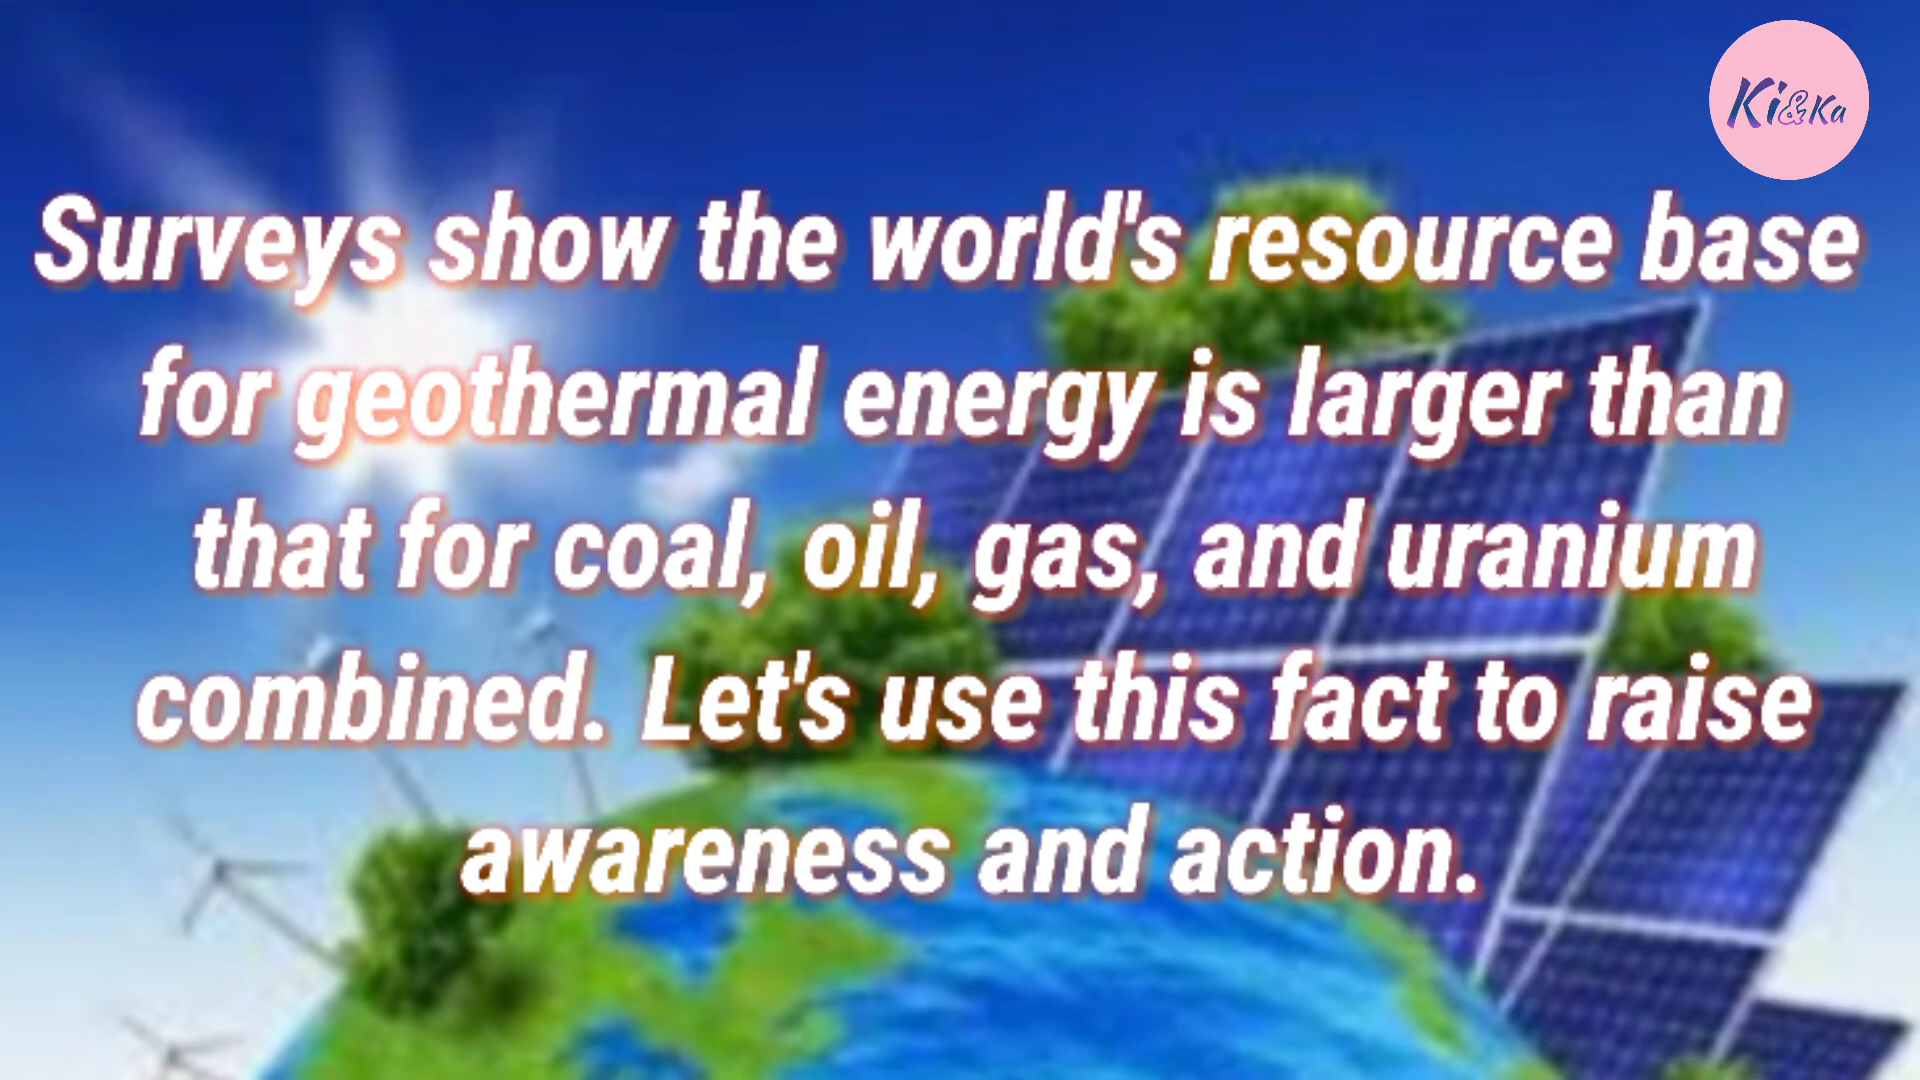 Ki&Ka
Surveys show the world's resource base
for geothermal energy is larger than
that for coal, oil, gas, and uranium
combined. Let's use this fact to raise
awareness and action.